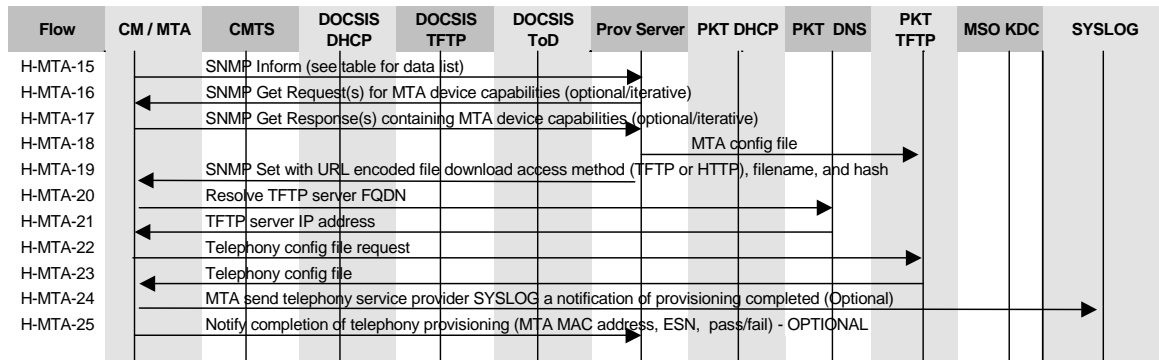 Flow CM / MTA CMTS DOCSIS DHCP DOCSIS TFTP DOCSIS ToD Prov Server PKT DHCP PKT DNS PKT TFTP MSO KDC SYSLOG
H-MTA-15 SNMP Inform (see table for data list)
H-MTA-16 SNMP Get Request(s) for MTA device capabilities (optional/iterative)
H-MTA-17 SNMP Get Response(s) containing MTA device capabilities (optional/iterative)
H-MTA-18 MTA config file
H-MTA-19 SNMP Set with URL encoded file download access method (TFTP or HTTP), filename, and hash
H-MTA-20 Resolve TFTP server FQDN
H-MTA-21 TFTP server IP address
H-MTA-22 Telephony config file request
H-MTA-23 Telephony config file
H-MTA-24 MTA send telephony service provider SYSLOG a notification of provisioning completed (Optional)
H-MTA-25 Notify completion of telephony provisioning (MTA MAC address, ESN, pass/fail) - OPTIONAL